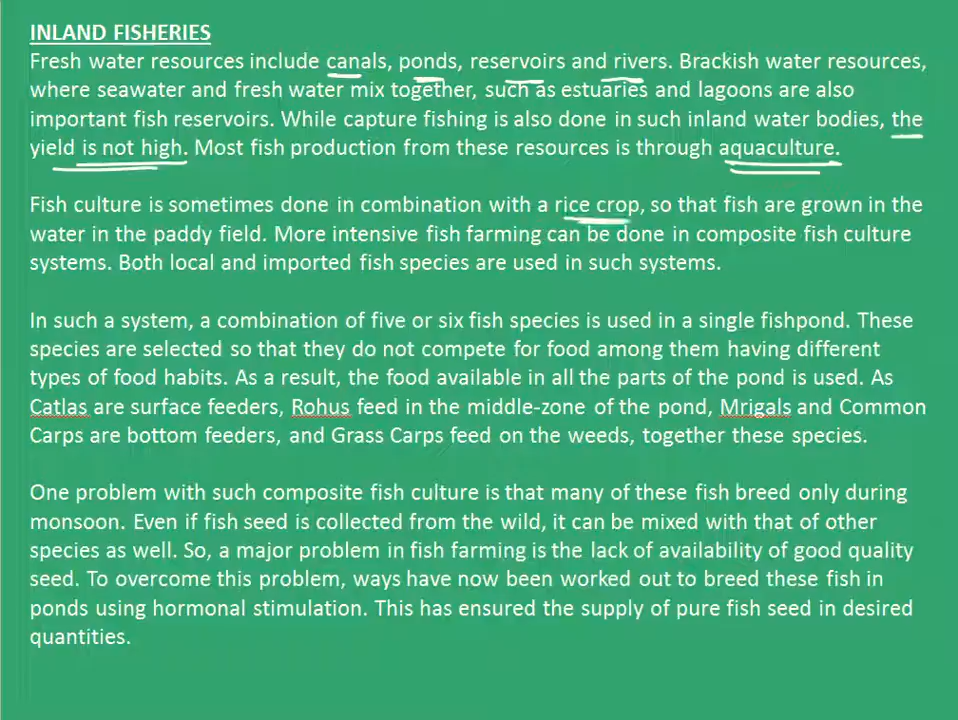 INLAND FISHERIES
Fresh water resources include canals, ponds, reservoirs and rivers. Brackish water resources,
where seawater and fresh water mix together, such as estuaries and lagoons are also
important fish reservoirs. While capture fishing is also done in such inland water bodies, the
yield is not high. Most fish production from these resources is through aquaculture.
Fish culture is sometimes done in combination with a rice crop, so that fish are grown in the
water in the paddy field. More intensive fish farming can be done in composite fish culture
systems. Both local and imported fish species are used in such systems.
In such a system, a combination of five or six fish species is used in a single fishpond. These
species are selected so that they do not compete for food among them having different
types of food habits. As a result, the food available in all the parts of the pond is used. As
Catlas are surface feeders, Rohus feed in the middle-zone of the pond, Mrigals and Common
Carps are bottom feeders, and Grass Carps feed on the weeds, together these species.
One problem with such composite fish culture is that many of these fish breed only during
monsoon. Even if fish seed is collected from the wild, it can be mixed with that of other
species as well. So, a major problem in fish farming is the lack of availability of good quality
seed. To overcome this problem, ways have now been worked out to breed these fish in
ponds using hormonal stimulation. This has ensured the supply of pure fish seed in desired
quantities.